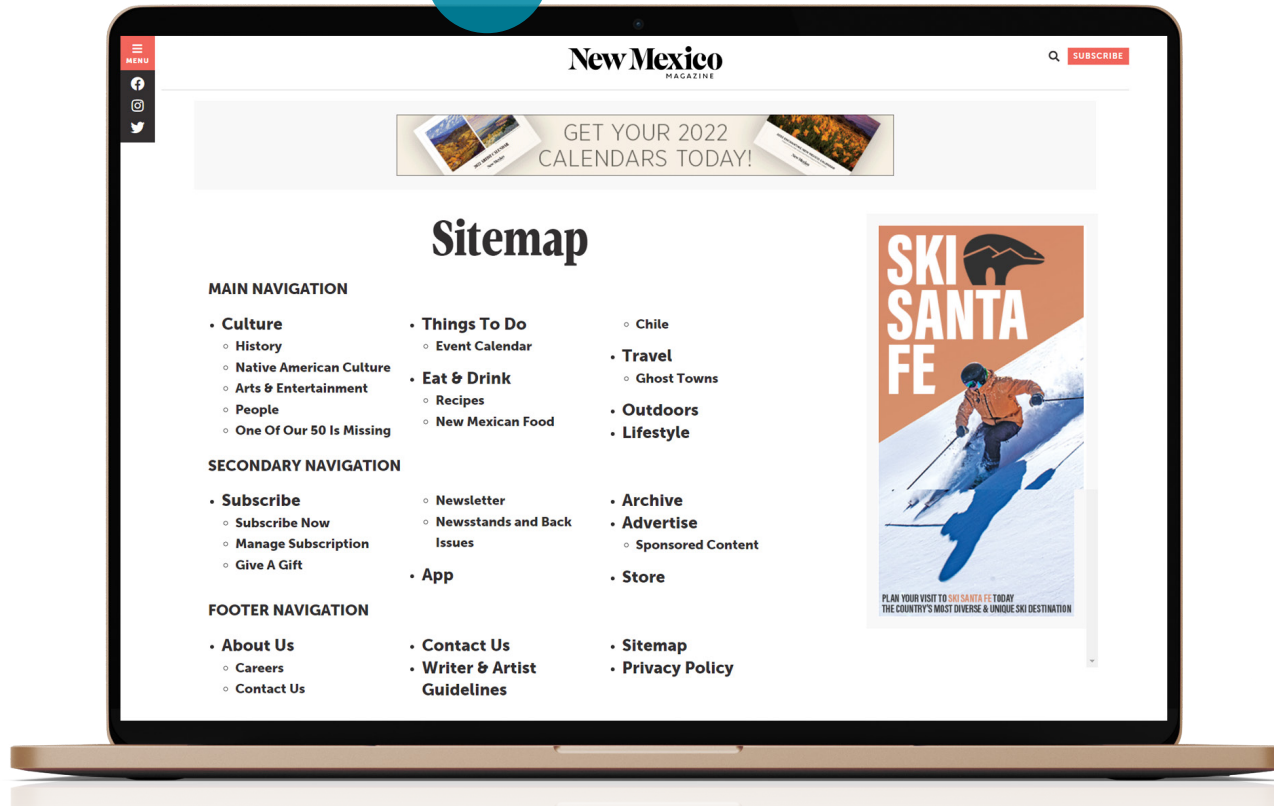 MENU
New Mexico
MAGAZINE
SUBSCRIBE
GET YOUR 2022
CALENDARS TODAY!
Sitemap
MAIN NAVIGATION
• Culture
◦ History
◦ Native American Culture
◦ Arts & Entertainment
◦ People
◦ One Of Our 50 Is Missing
• Things To Do
◦ Event Calendar
• Eat & Drink
◦ Recipes
◦ New Mexican Food
◦ Chile
• Travel
◦ Ghost Towns
• Outdoors
• Lifestyle
SECONDARY NAVIGATION
• Subscribe
◦ Subscribe Now
◦ Manage Subscription
◦ Give A Gift
◦ Newsletter
◦ Newsstands and Back
Issues
• App
• Archive
• Advertise
◦ Sponsored Content
• Store
FOOTER NAVIGATION
• About Us
◦ Careers
◦ Contact Us
• Contact Us
• Writer & Artist
Guidelines
• Sitemap
• Privacy Policy
SKI
SANTA
FE
PLAN YOUR VISIT TO SKI SANTA FE TODAY
THE COUNTRY'S MOST DIVERSE & UNIQUE SKI DESTINATION